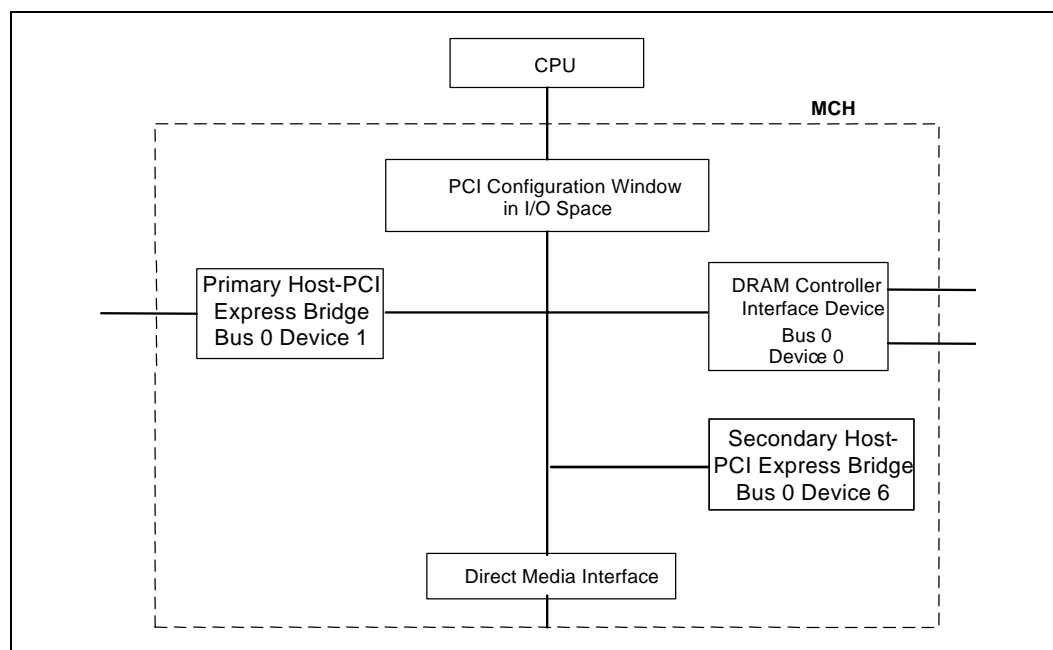 CPU
MCH
PCI Configuration Window
in I/O Space
Primary Host-PCI
Express Bridge
Bus 0 Device 1
DRAM Controller
Interface Device
Bus 0
Device 0
Secondary Host-
PCI Express Bridge
Bus 0 Device 6
Direct Media Interface